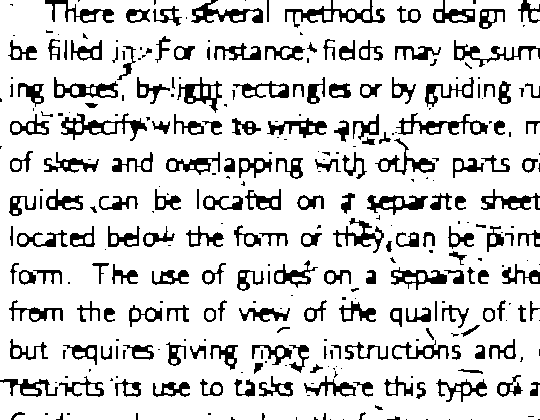 There exist several methods to design fo
be filled in. For instance, fields may be surr
ing boxes, by light rectangles or by guiding ru
ods specify where to write and, therefore, m
of skew and overlapping with other parts of
guides can be located on a separate sheet
located below the form or they can be print
form. The use of guides on a separate she
from the point of view of the quality of th
but requires giving more instructions and,
restricts its use to tasks where this type of a